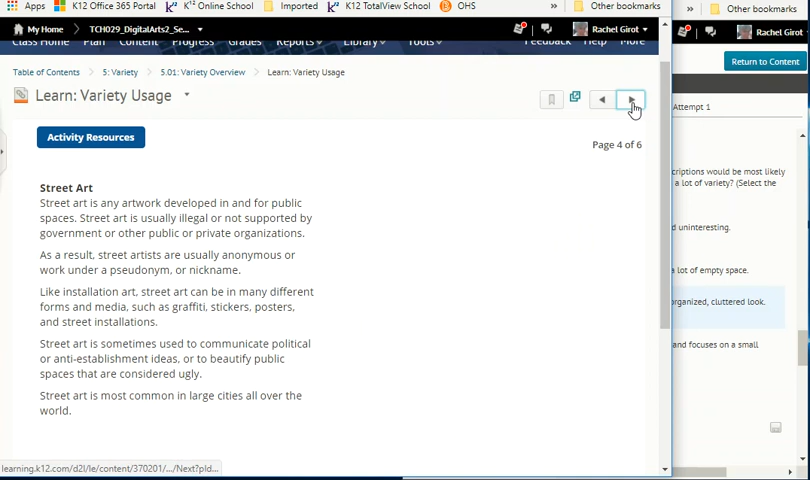 Apps K12 Office 365 Portal K¹² Online School Imported K12 TotalView School OHS » Other bookmarks
» Other bookmarks
My Home TCH029_DigitalArts2_Se... Rachel Girot
Rachel Girot
Class Home Plan Content Progress Grades Reports Library Tools Feedback Help More
Return to Content
Table of Contents > 5: Variety > 5.01: Variety Overview > Learn: Variety Usage
Learn: Variety Usage
Attempt 1
Activity Resources
Page 4 of 6
Street Art
Street art is any artwork developed in and for public
spaces. Street art is usually illegal or not supported by
government or other public or private organizations.
As a result, street artists are usually anonymous or
work under a pseudonym, or nickname.
Like installation art, street art can be in many different
forms and media, such as graffiti, stickers, posters,
and street installations.
Street art is sometimes used to communicate political
or anti-establishment ideas, or to beautify public
spaces that are considered ugly.
Street art is most common in large cities all over the
world.
criptions would be most likely
a lot of variety? (Select the
d uninteresting.
a lot of empty space.
organized, cluttered look.
and focuses on a small
learning.k12.com/d2l/le/content/370201/.../Next?pId...